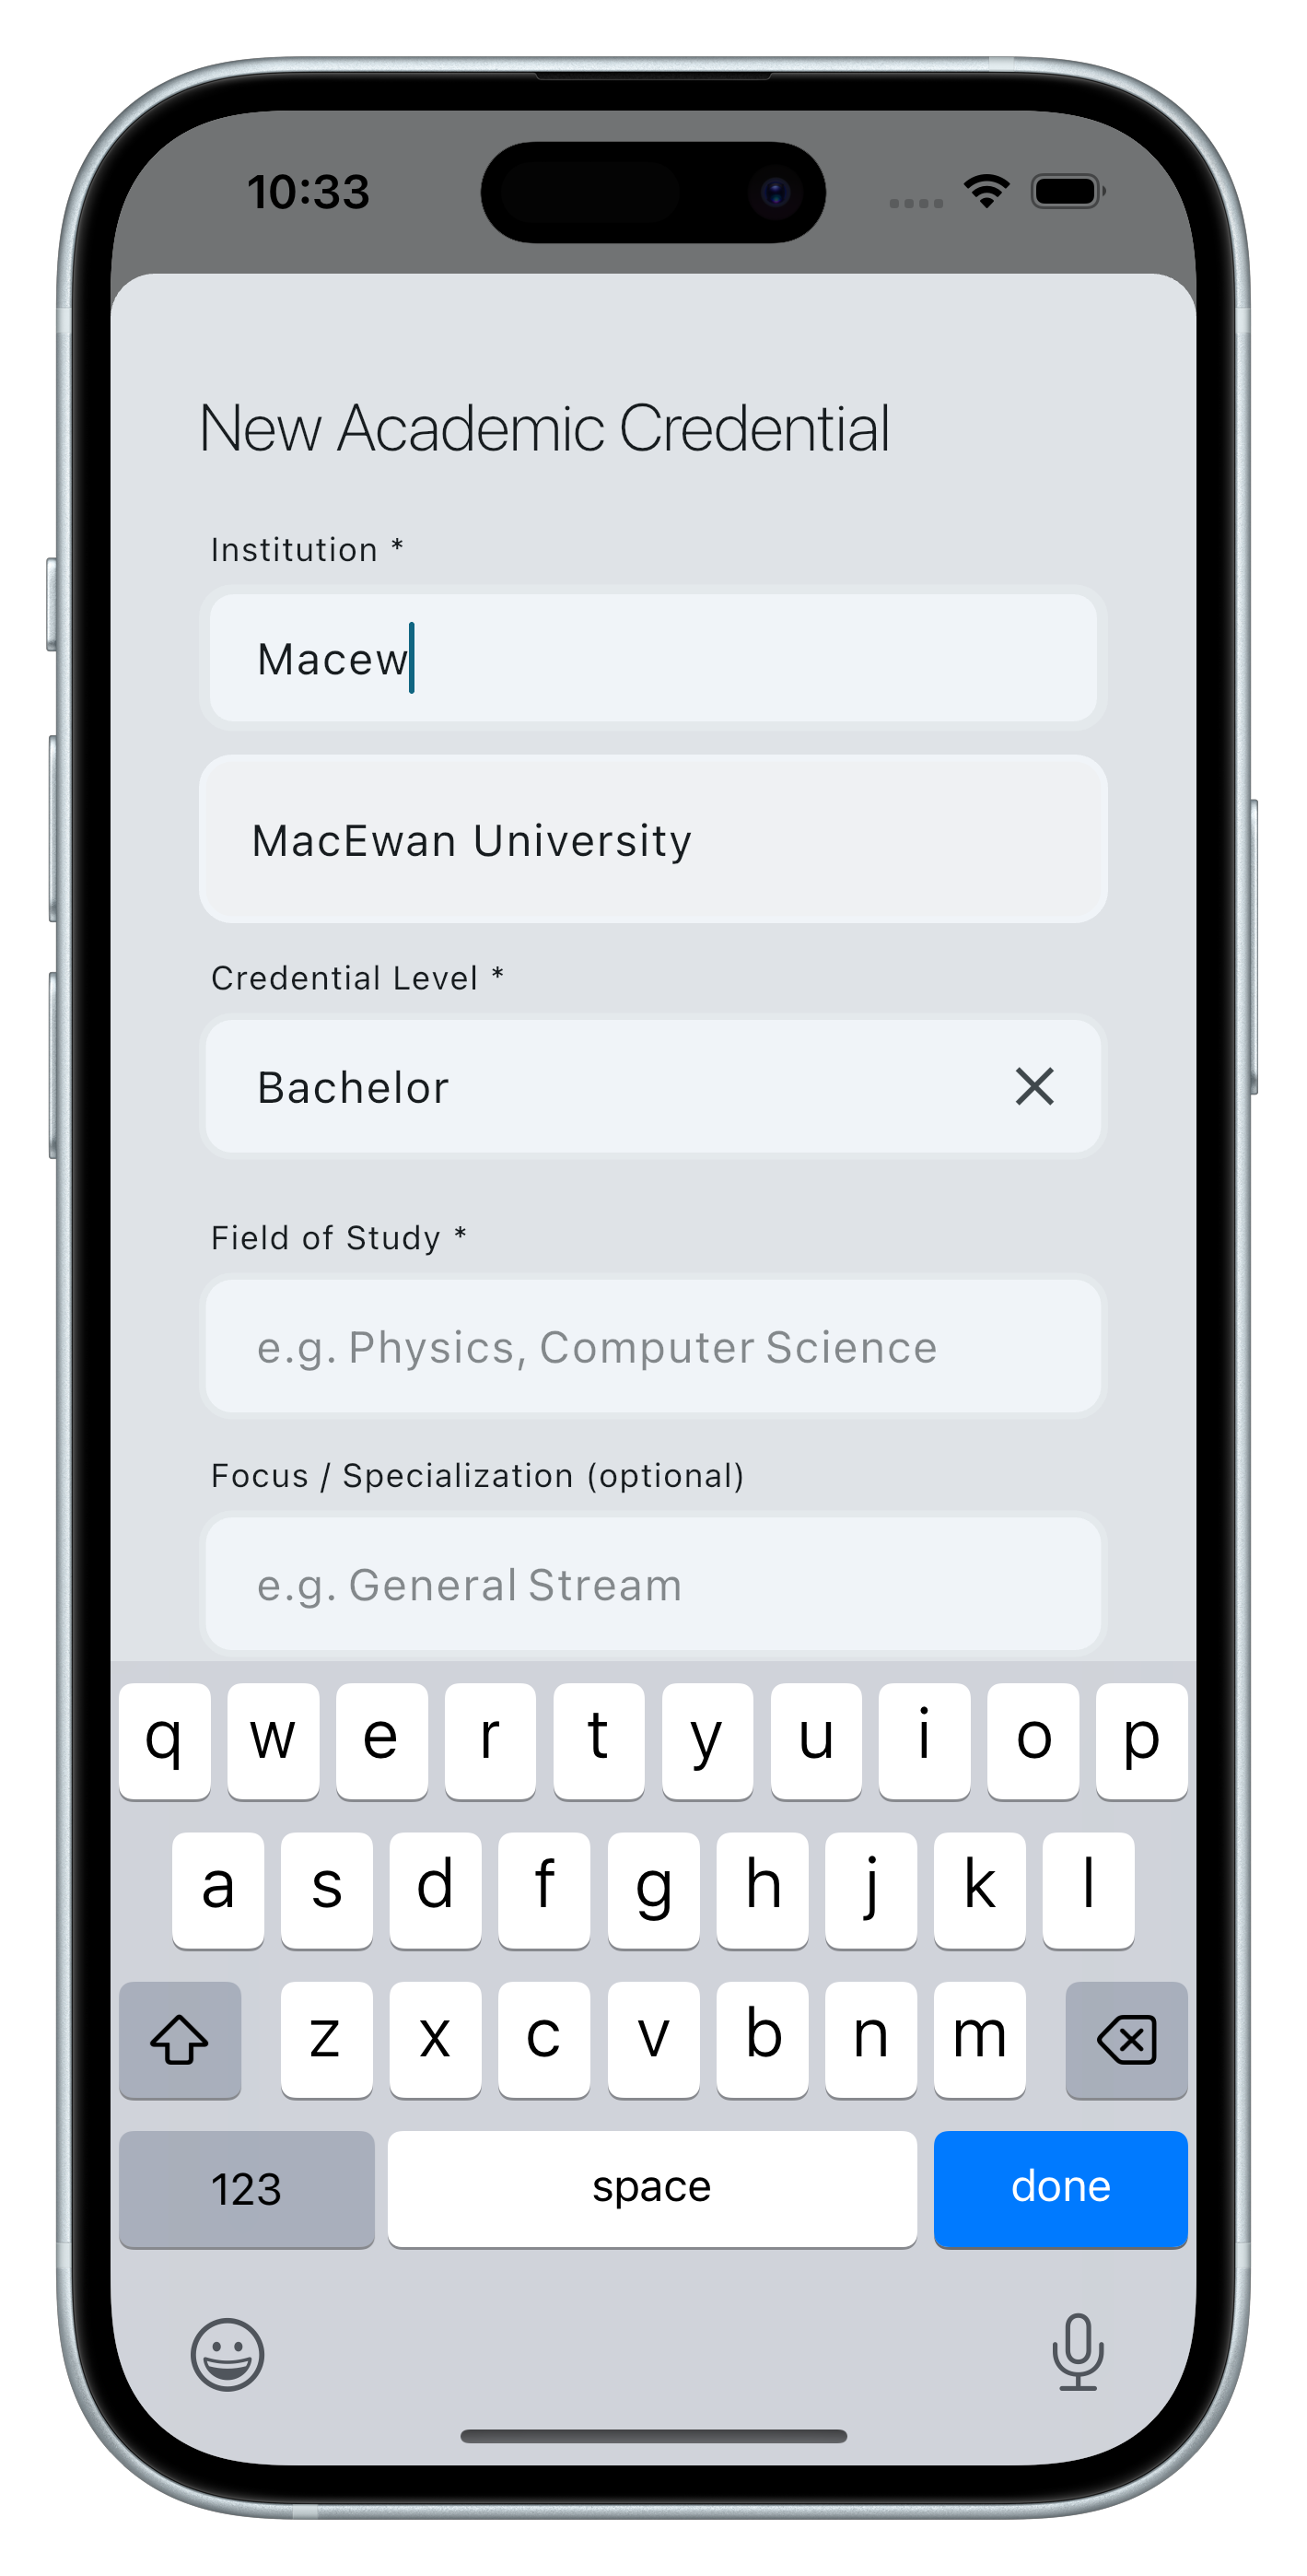 10:33
New Academic Credential
Institution *
Macew
MacEwan University
Credential Level *
Bachelor
Field of Study *
e.g. Physics, Computer Science
Focus / Specialization (optional)
e.g. General Stream
q w e r t y u i o p
a s d f g h j k l
z x c v b n m
123 space done